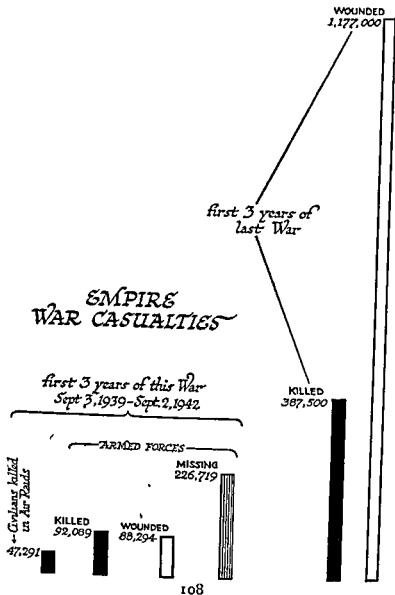 WOUNDED
1,177,000
first 3 years of
last War
EMPIRE
WAR CASUALTIES
first 3 years of this War
Sept 3, 1939-Sept. 2, 1942
KILLED
387,500
ARMED FORCES
MISSING
226,719
Civilians killed
in Air Raids
KILLED
92,089
WOUNDED
88,294
47,291
108